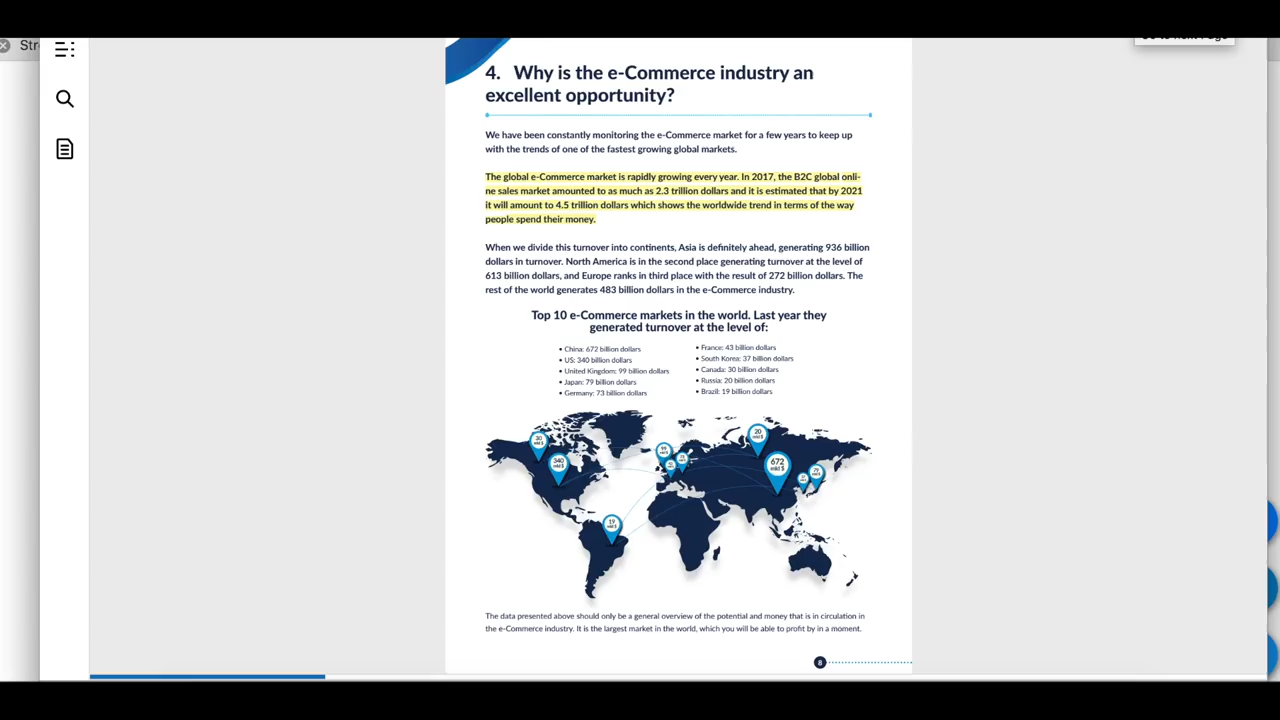 Str
4. Why is the e-Commerce industry an
excellent opportunity?
We have been constantly monitoring the e-Commerce market for a few years to keep up
with the trends of one of the fastest growing global markets.
The global e-Commerce market is rapidly growing every year. In 2017, the B2C global onli-
ne sales market amounted to as much as 2.3 trillion dollars and it is estimated that by 2021
it will amount to 4.5 trillion dollars which shows the worldwide trend in terms of the way
people spend their money.
When we divide this turnover into continents, Asia is definitely ahead, generating 936 billion
dollars in turnover. North America is in the second place generating turnover at the level of
613 billion dollars, and Europe ranks in third place with the result of 272 billion dollars. The
rest of the world generates 483 billion dollars in the e-Commerce industry.
Top 10 e-Commerce markets in the world. Last year they
generated turnover at the level of:
• China: 672 billion dollars
• US: 340 billion dollars
• United Kingdom: 99 billion dollars
• Japan: 79 billion dollars
• Germany: 73 billion dollars
• France: 43 billion dollars
• South Korea: 37 billion dollars
• Canada: 30 billion dollars
• Russia: 20 billion dollars
• Brazil: 19 billion dollars
30
mld $
340
mld $
20
mld $
672
mld $
19
mld $
The data presented above should only be a general overview of the potential and money that is in circulation in
the e-Commerce industry. It is the largest market in the world, which you will be able to profit by in a moment.
8